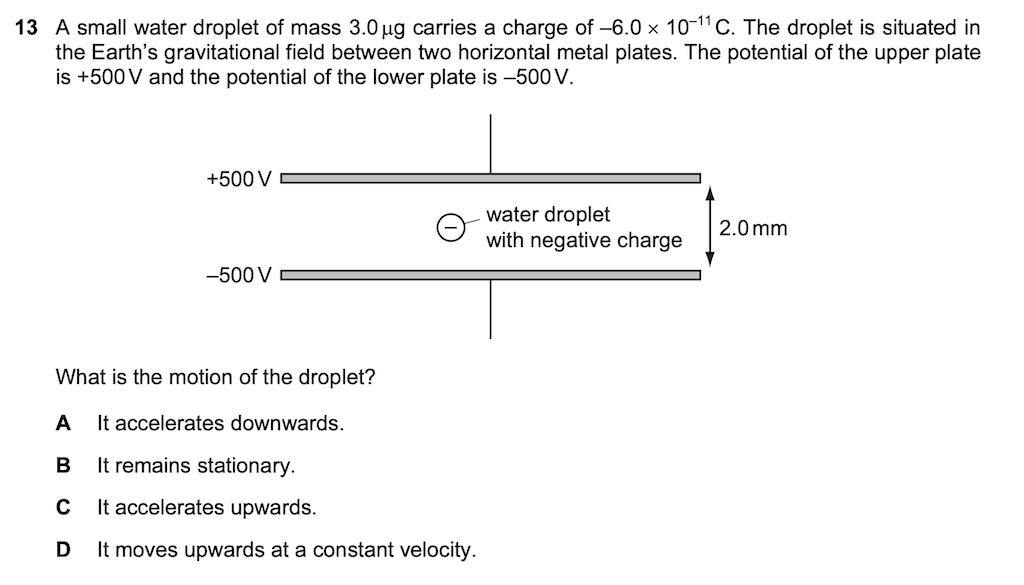 13 A small water droplet of mass 3.0 μg carries a charge of –6.0 × 10⁻¹¹ C. The droplet is situated in
the Earth’s gravitational field between two horizontal metal plates. The potential of the upper plate
is +500 V and the potential of the lower plate is –500 V.
+500 V
water droplet
with negative charge
2.0 mm
–500 V
What is the motion of the droplet?
A It accelerates downwards.
B It remains stationary.
C It accelerates upwards.
D It moves upwards at a constant velocity.